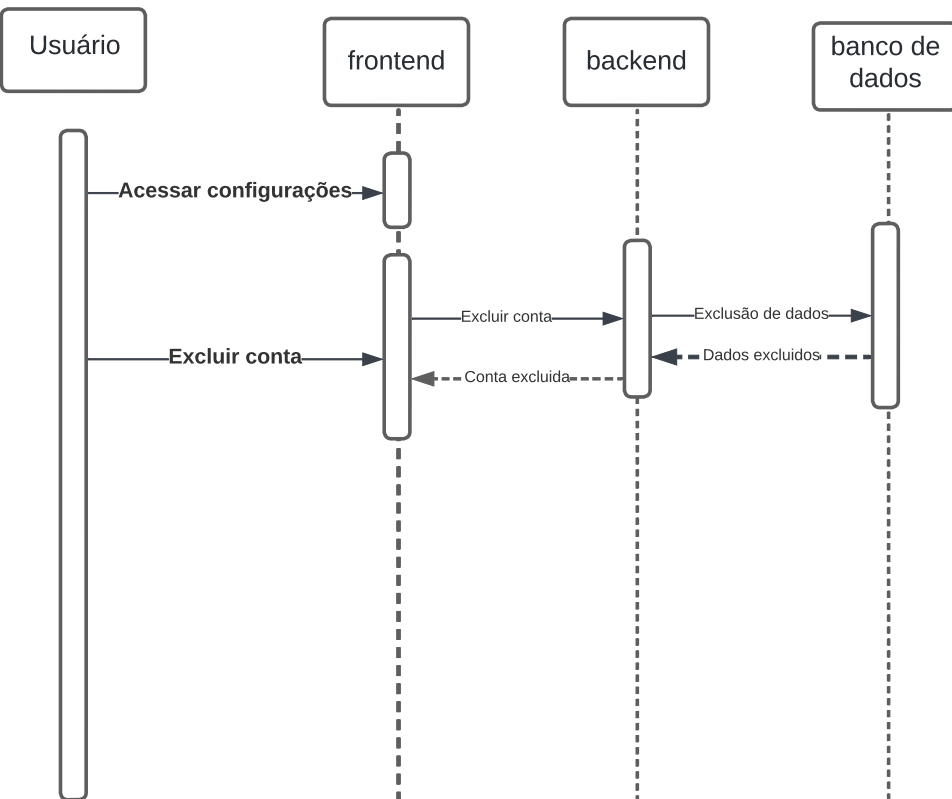 Usuário
frontend
backend
banco de
dados
Acessar configurações
Excluir conta
Exclusão de dados
Excluir conta
Dados excluidos
Conta excluida